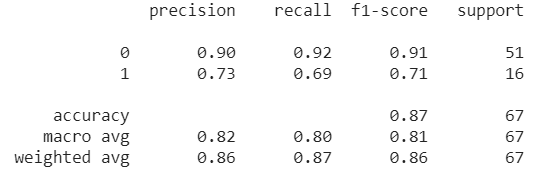 precision recall f1-score support
0 0.90 0.92 0.91 51
1 0.73 0.69 0.71 16
accuracy 0.87 67
macro avg 0.82 0.80 0.81 67
weighted avg 0.86 0.87 0.86 67